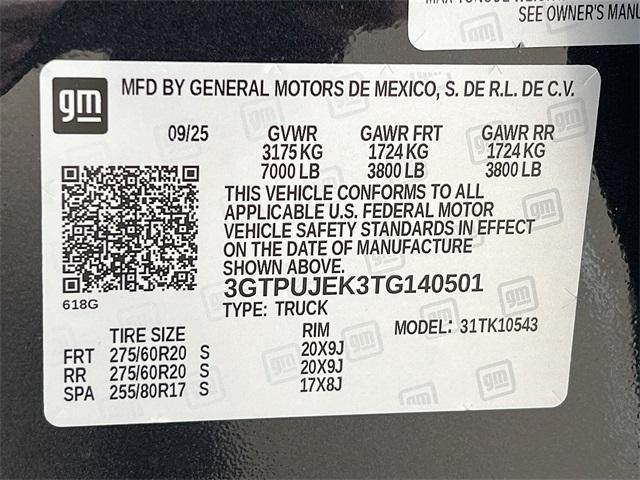 SEE OWNER'S MANU
gm
MFD BY GENERAL MOTORS DE MEXICO, S. DE R.L. DE C.V.
09/25 GVWR GAWR FRT GAWR RR
3175 KG 1724 KG 1724 KG
7000 LB 3800 LB 3800 LB
THIS VEHICLE CONFORMS TO ALL
APPLICABLE U.S. FEDERAL MOTOR
VEHICLE SAFETY STANDARDS IN EFFECT
ON THE DATE OF MANUFACTURE
SHOWN ABOVE.
3GTPUJEK3TG140501
618G
TYPE: TRUCK
TIRE SIZE RIM MODEL: 31TK10543
FRT 275/60R20 S 20X9J
RR 275/60R20 S 20X9J
SPA 255/80R17 S 17X8J